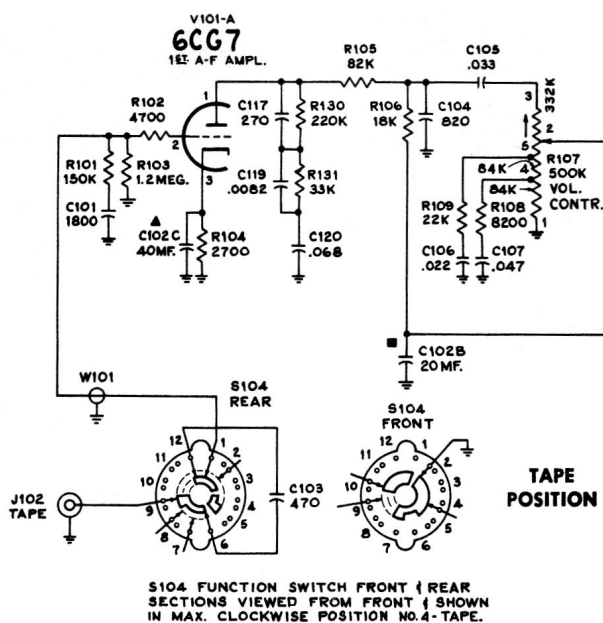 V101-A
6CG7
1ST. A-F AMPL.
R105
82K
C105
.033
3
332K
1
R102
4700
2
3
C117
270
R130
220K
R106
18K
C104
820
2
5
R107
500K
VOL.
CONTR.
84K
4
84K
1
R101
150K
R103
1.2MEG.
C119
.0082
R131
33K
R109
22K
R108
8200
C101
1800
▲
C102C
40MF.
R104
2700
C120
.068
C106
.022
C107
.047
■
C102B
20MF.
W101
S104
REAR
S104
FRONT
12
1
2
11
3
10
4
9
5
8
7
6
C103
470
12
1
2
11
3
10
4
9
5
8
7
6
J102
TAPE
TAPE
POSITION
S104 FUNCTION SWITCH FRONT & REAR
SECTIONS VIEWED FROM FRONT & SHOWN
IN MAX. CLOCKWISE POSITION NO.4-TAPE.